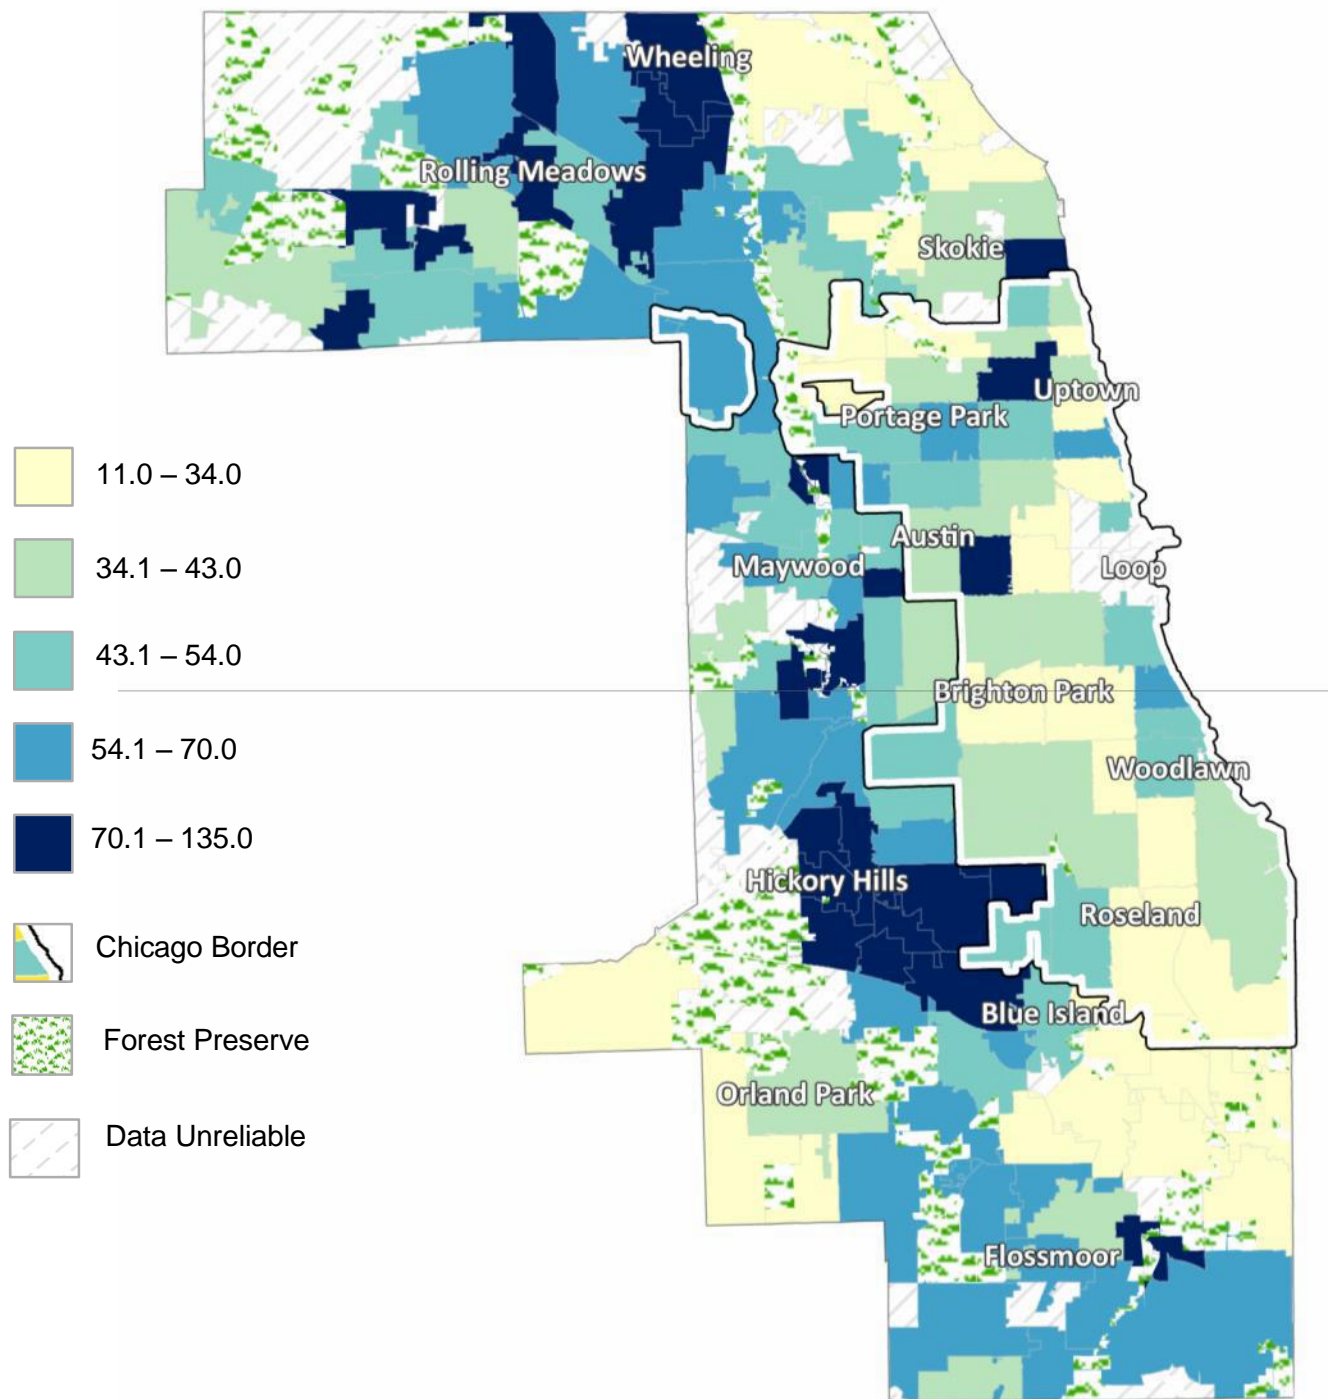 Wheeling
Rolling Meadows
Skokie
Uptown
Portage Park
11.0 – 34.0
Austin
34.1 – 43.0
Maywood
Loop
43.1 – 54.0
Brighton Park
54.1 – 70.0
Woodlawn
70.1 – 135.0
Hickory Hills
Roseland
Chicago Border
Blue Island
Forest Preserve
Orland Park
Data Unreliable
Flossmoor